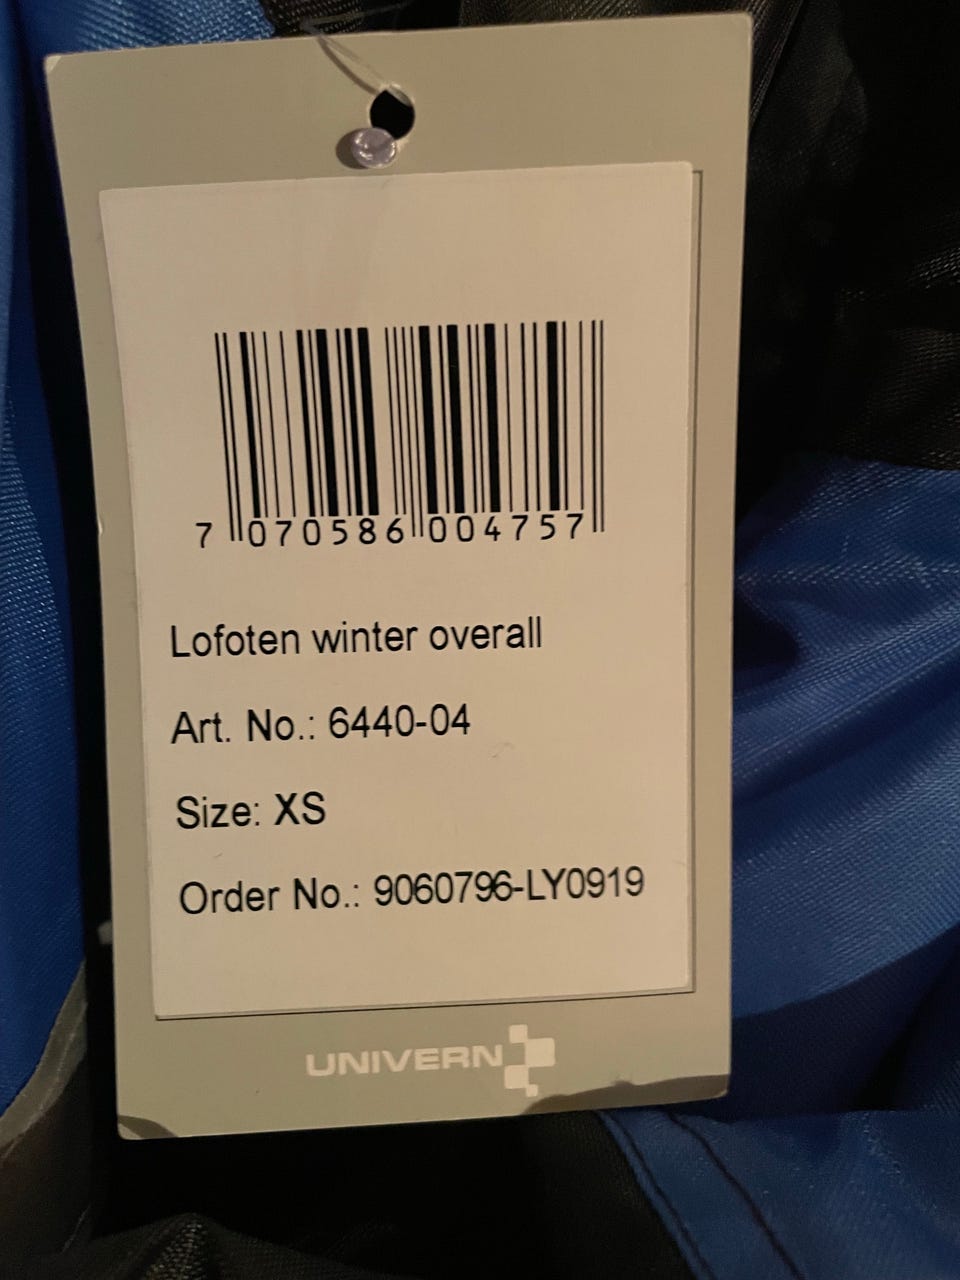 7 070586 004757
Lofoten winter overall
Art. No.: 6440-04
Size: XS
Order No.: 9060796-LY0919
UNIVERN